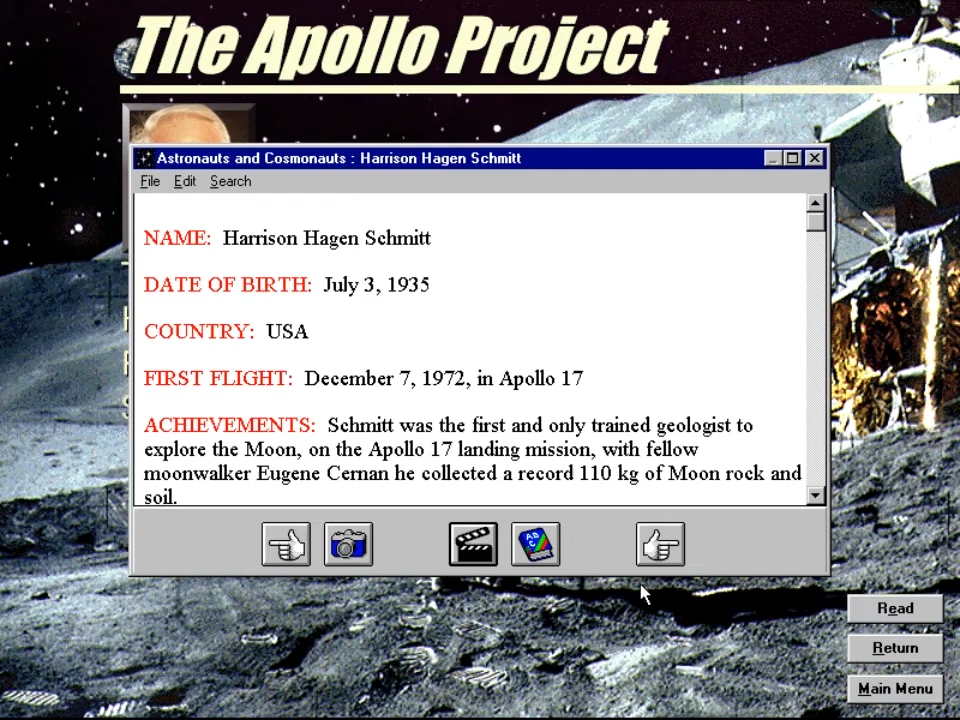 The Apollo Project
Astronauts and Cosmonauts : Harrison Hagen Schmitt
File Edit Search
NAME: Harrison Hagen Schmitt
DATE OF BIRTH: July 3, 1935
COUNTRY: USA
FIRST FLIGHT: December 7, 1972, in Apollo 17
ACHIEVEMENTS: Schmitt was the first and only trained geologist to
explore the Moon, on the Apollo 17 landing mission, with fellow
moonwalker Eugene Cernan he collected a record 110 kg of Moon rock and
soil.
Read
Return
Main Menu